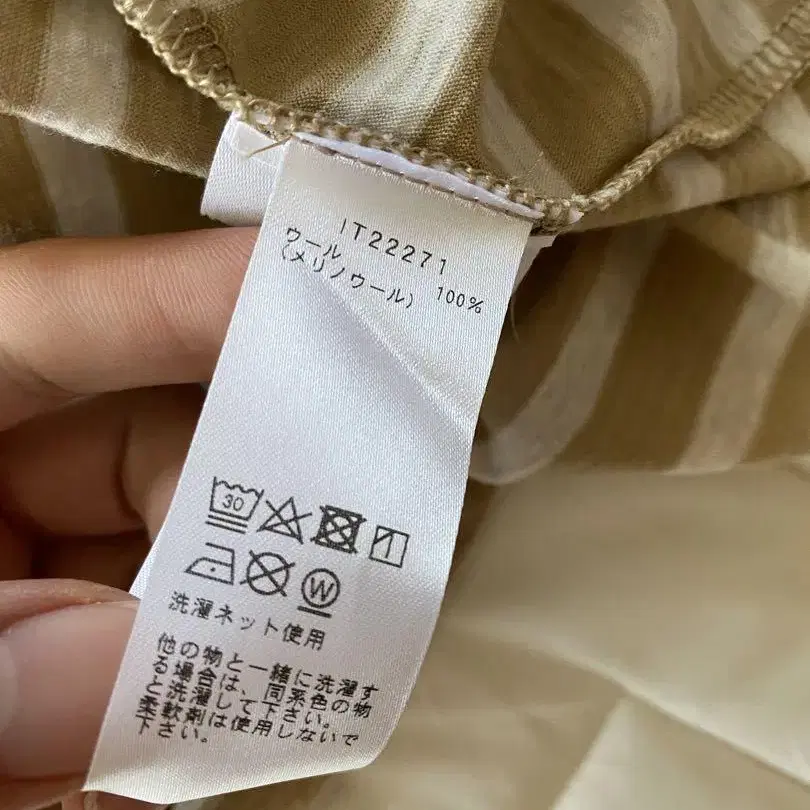 IT22271
ウール
(メリノウール) 100%
30
W
洗濯ネット使用
他の物と一緒に洗濯す
る場合は、同系色の物
と洗濯して下さい。
柔軟剤は使用しないで
下さい。